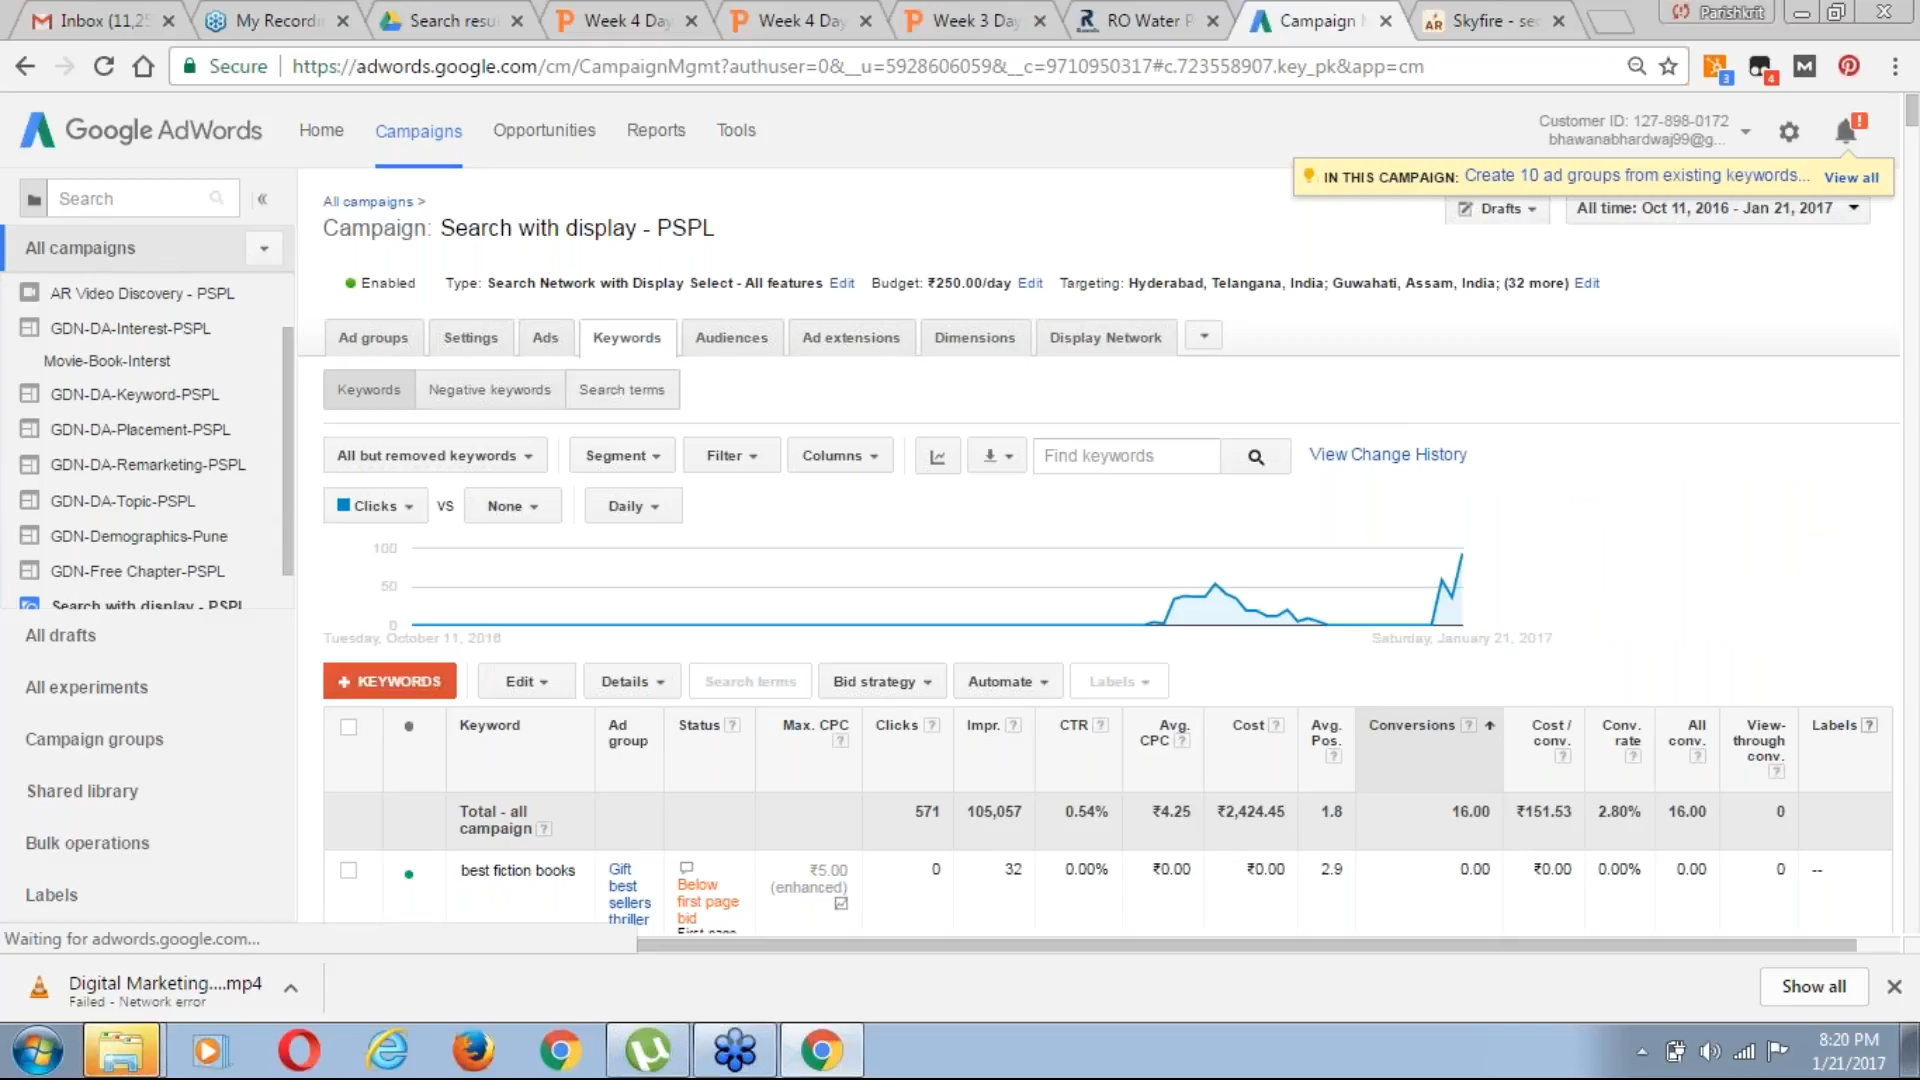 Inbox (11,25
My Recordi
Search resu
Week 4 Day
Week 4 Day
Week 3 Day
RO Water P
Campaign
Skyfire - sec
Parishkrit
Secure
https://adwords.google.com/cm/CampaignMgmt?authuser=0&__u=5928606059&__c=9710950317#c.723558907.key_pk&app=cm
3
4
Google AdWords
Home
Campaigns
Opportunities
Reports
Tools
Customer ID: 127-898-0172
bhawanabhardwaj99@g...
IN THIS CAMPAIGN: Create 10 ad groups from existing keywords... View all
Search
All campaigns >
Campaign: Search with display - PSPL
Drafts
All time: Oct 11, 2016 - Jan 21, 2017
All campaigns
AR Video Discovery - PSPL
GDN-DA-Interest-PSPL
Movie-Book-Interst
GDN-DA-Keyword-PSPL
GDN-DA-Placement-PSPL
GDN-DA-Remarketing-PSPL
GDN-DA-Topic-PSPL
GDN-Demographics-Pune
GDN-Free Chapter-PSPL
Search with display - PSPL
All drafts
All experiments
Campaign groups
Shared library
Bulk operations
Labels
Enabled Type: Search Network with Display Select - All features Edit Budget: ₹250.00/day Edit Targeting: Hyderabad, Telangana, India; Guwahati, Assam, India; (32 more) Edit
Ad groups
Settings
Ads
Keywords
Audiences
Ad extensions
Dimensions
Display Network
Keywords
Negative keywords
Search terms
All but removed keywords
Segment
Filter
Columns
Find keywords
View Change History
Clicks
VS
None
Daily
100
50
0
Tuesday, October 11, 2016
Saturday, January 21, 2017
+ KEYWORDS
Edit
Details
Search terms
Bid strategy
Automate
Labels
Keyword
Ad group
Status ?
Max. CPC ?
Clicks ?
Impr. ?
CTR ?
Avg. CPC ?
Cost ?
Avg. Pos. ?
Conversions ?
Cost / conv. ?
Conv. rate ?
All conv. ?
View-through conv. ?
Labels ?
Total - all campaign ?
571
105,057
0.54%
₹4.25
₹2,424.45
1.8
16.00
₹151.53
2.80%
16.00
0
best fiction books
Gift best sellers thriller
Below first page bid
First page
₹5.00 (enhanced)
0
32
0.00%
₹0.00
₹0.00
2.9
0.00
₹0.00
0.00%
0.00
0
--
Waiting for adwords.google.com...
Digital Marketing....mp4
Failed - Network error
Show all
8:20 PM
1/21/2017